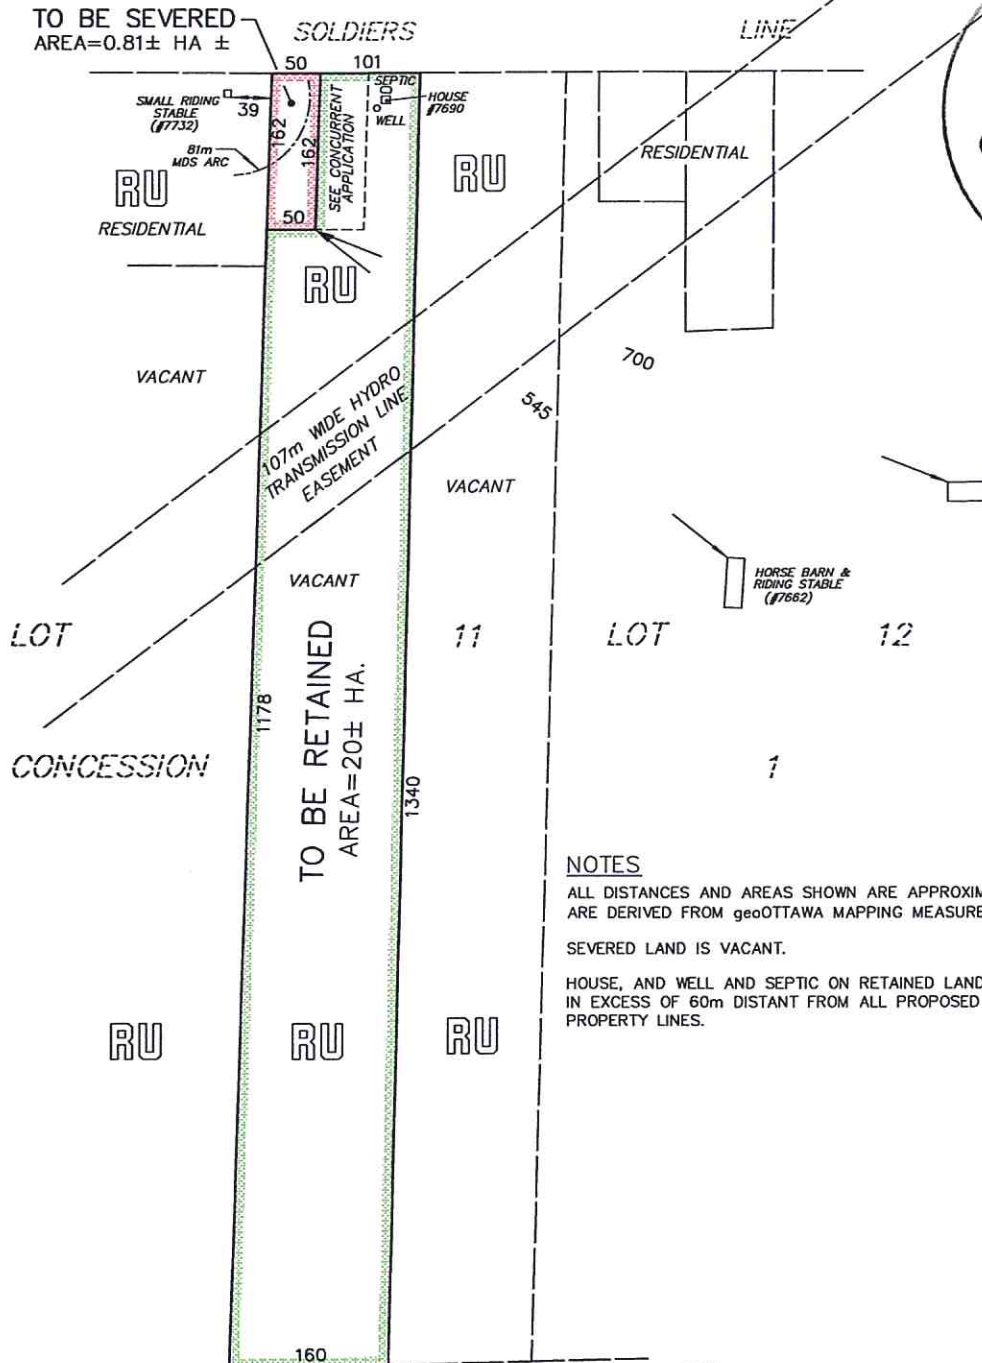 TO BE SEVERED
AREA=0.81± HA ±
SOLDIERS
LINE
50
101
SMALL RIDING
STABLE
(#7732)
39
81m
MDS ARC
162
162
SEE CONCURRENT
APPLICATION
SEPTIC
HOUSE
#7690
WELL
RU
RESIDENTIAL
RU
RESIDENTIAL
50
RU
VACANT
700
545
107m WIDE HYDRO
TRANSMISSION LINE
EASEMENT
VACANT
VACANT
HORSE BARN &
RIDING STABLE
(#7662)
LOT
11
LOT
12
TO BE RETAINED
AREA=20± HA.
1178
1340
CONCESSION
1
NOTES
ALL DISTANCES AND AREAS SHOWN ARE APPROXIM
ARE DERIVED FROM geoOTTAWA MAPPING MEASURE
SEVERED LAND IS VACANT.
HOUSE, AND WELL AND SEPTIC ON RETAINED LAND
IN EXCESS OF 60m DISTANT FROM ALL PROPOSED
PROPERTY LINES.
RU
RU
RU
160